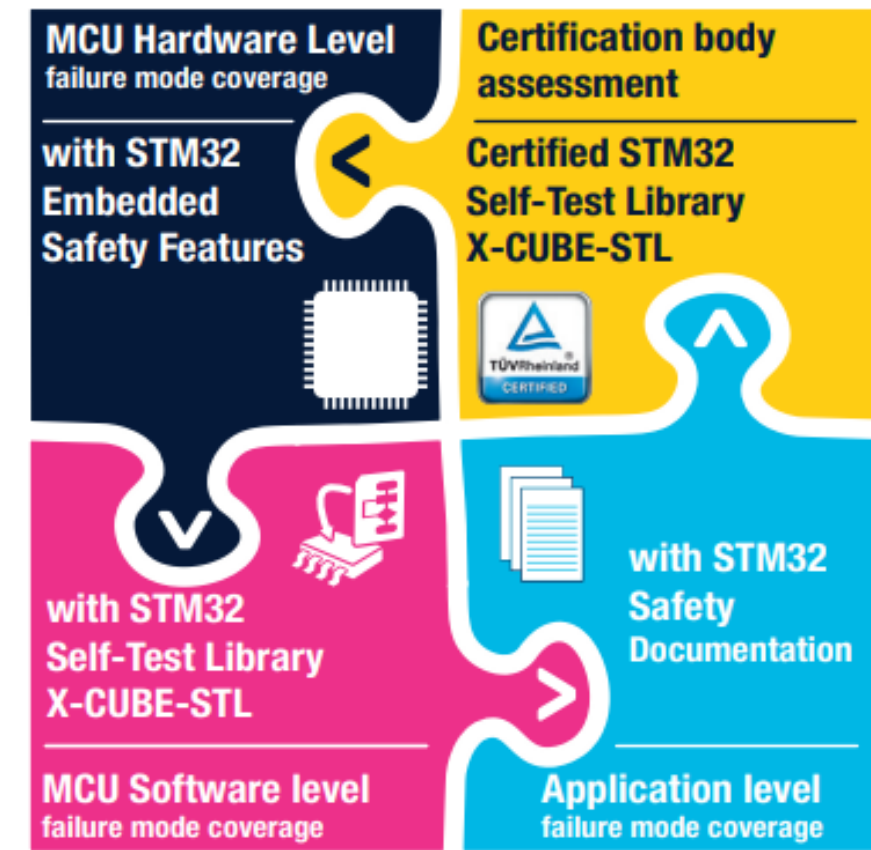 MCU Hardware Level
failure mode coverage
with STM32
Embedded
Safety Features
Certification body
assessment
Certified STM32
Self-Test Library
X-CUBE-STL
TÜVRheinland®
CERTIFIED
with STM32
Self-Test Library
X-CUBE-STL
MCU Software level
failure mode coverage
with STM32
Safety
Documentation
Application level
failure mode coverage